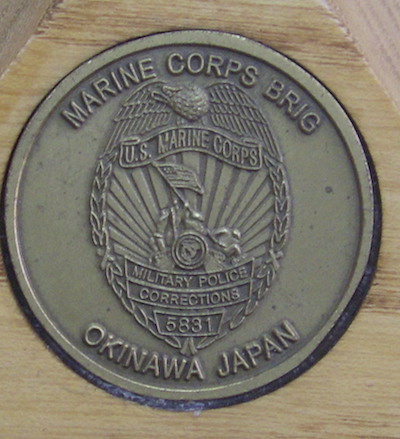 MARINE CORPS BRIG
U.S. MARINE CORPS
MILITARY POLICE
CORRECTIONS
5831
OKINAWA JAPAN